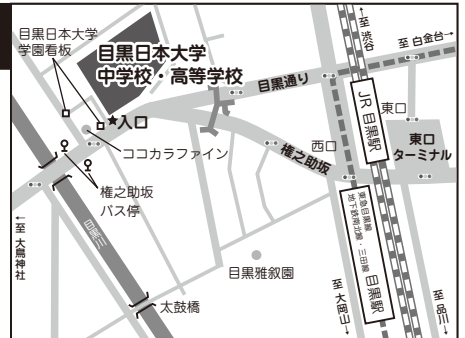 目黒日本大学
学園看板
目黒日本大学
中学校・高等学校
★入口
ココカラファイン
権之助坂
バス停
←至 大鳥神社
目黒川
太鼓橋
目黒雅叙園
目黒通り
権之助坂
←至 渋谷
至 白金台→
JR 目黒駅
東口
西口
東口
ターミナル
東急目黒線
地下鉄南北線・三田線
目黒駅
至 大岡山→
至 品川→